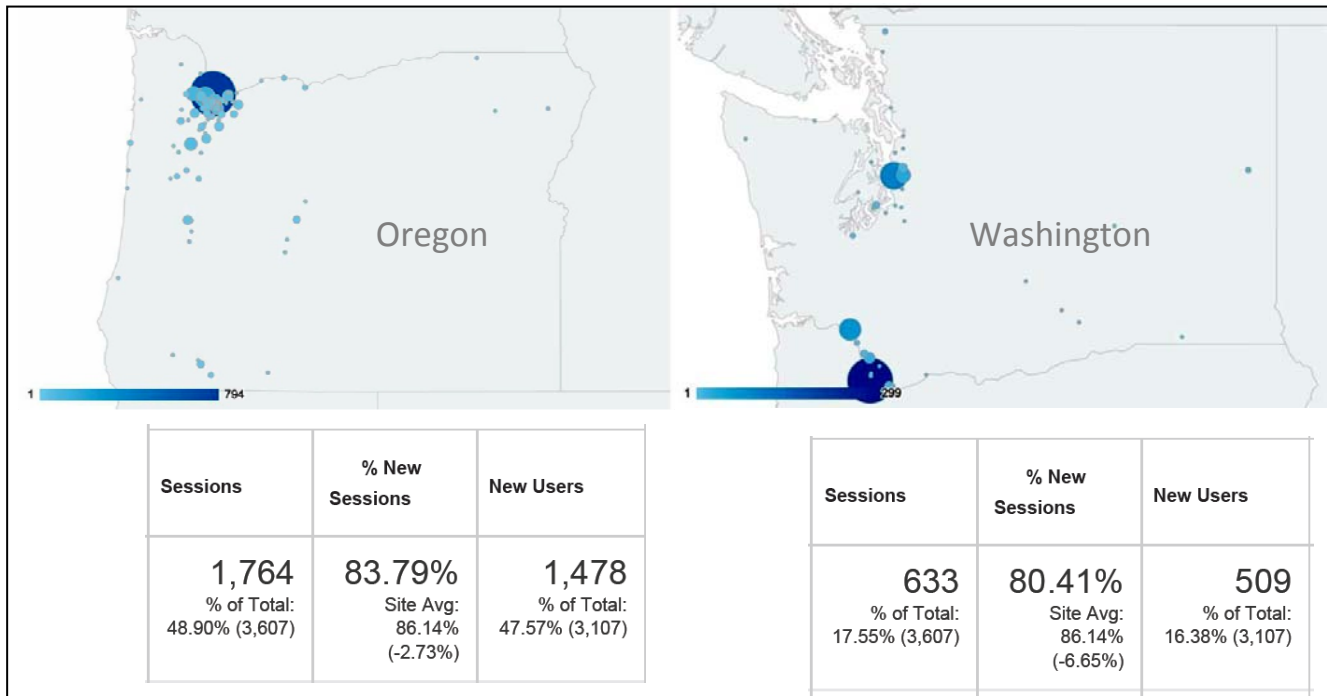 Oregon
1
794
Washington
1
299
Sessions
% New
Sessions
New Users
1,764
% of Total:
48.90% (3,607)
83.79%
Site Avg:
86.14%
(-2.73%)
1,478
% of Total:
47.57% (3,107)
Sessions
% New
Sessions
New Users
633
% of Total:
17.55% (3,607)
80.41%
Site Avg:
86.14%
(-6.65%)
509
% of Total:
16.38% (3,107)